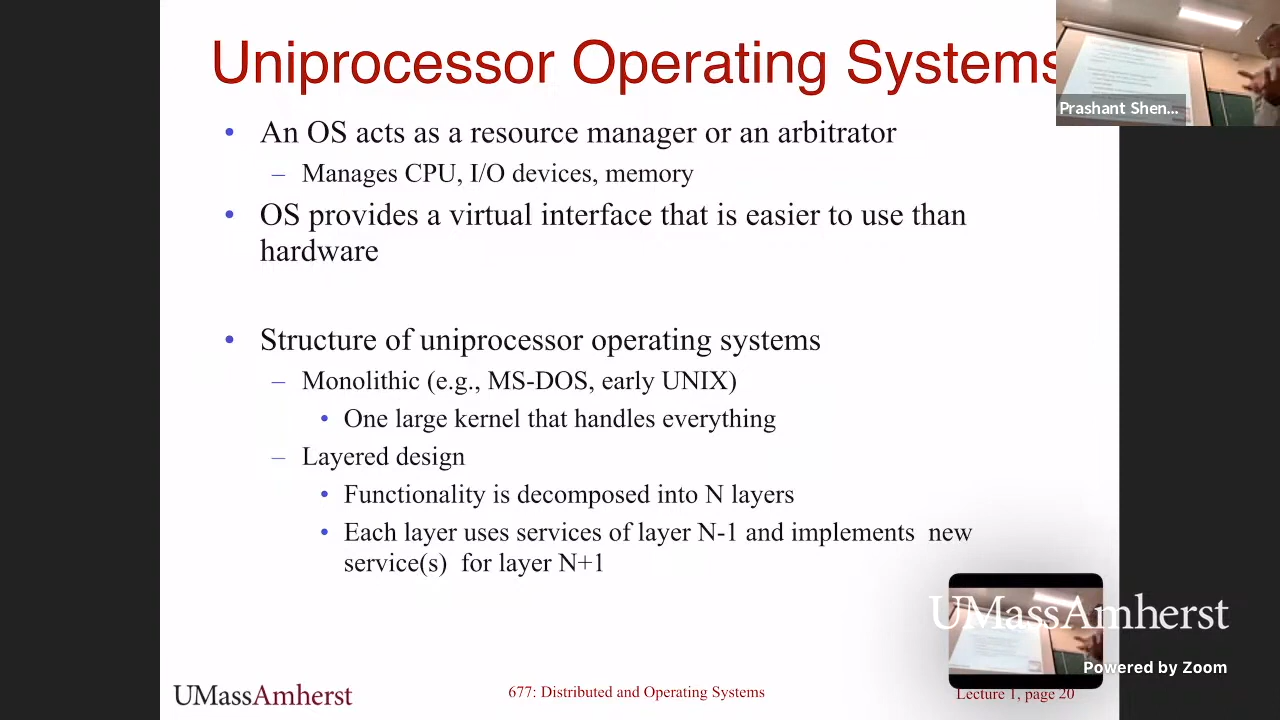 Uniprocessor Operating Systems
Prashant Shen...
• An OS acts as a resource manager or an arbitrator
– Manages CPU, I/O devices, memory
• OS provides a virtual interface that is easier to use than
hardware
• Structure of uniprocessor operating systems
– Monolithic (e.g., MS-DOS, early UNIX)
• One large kernel that handles everything
– Layered design
• Functionality is decomposed into N layers
• Each layer uses services of layer N-1 and implements new
service(s) for layer N+1
UMassAmherst
Powered by Zoom
UMassAmherst
677: Distributed and Operating Systems
Lecture 1, page 20